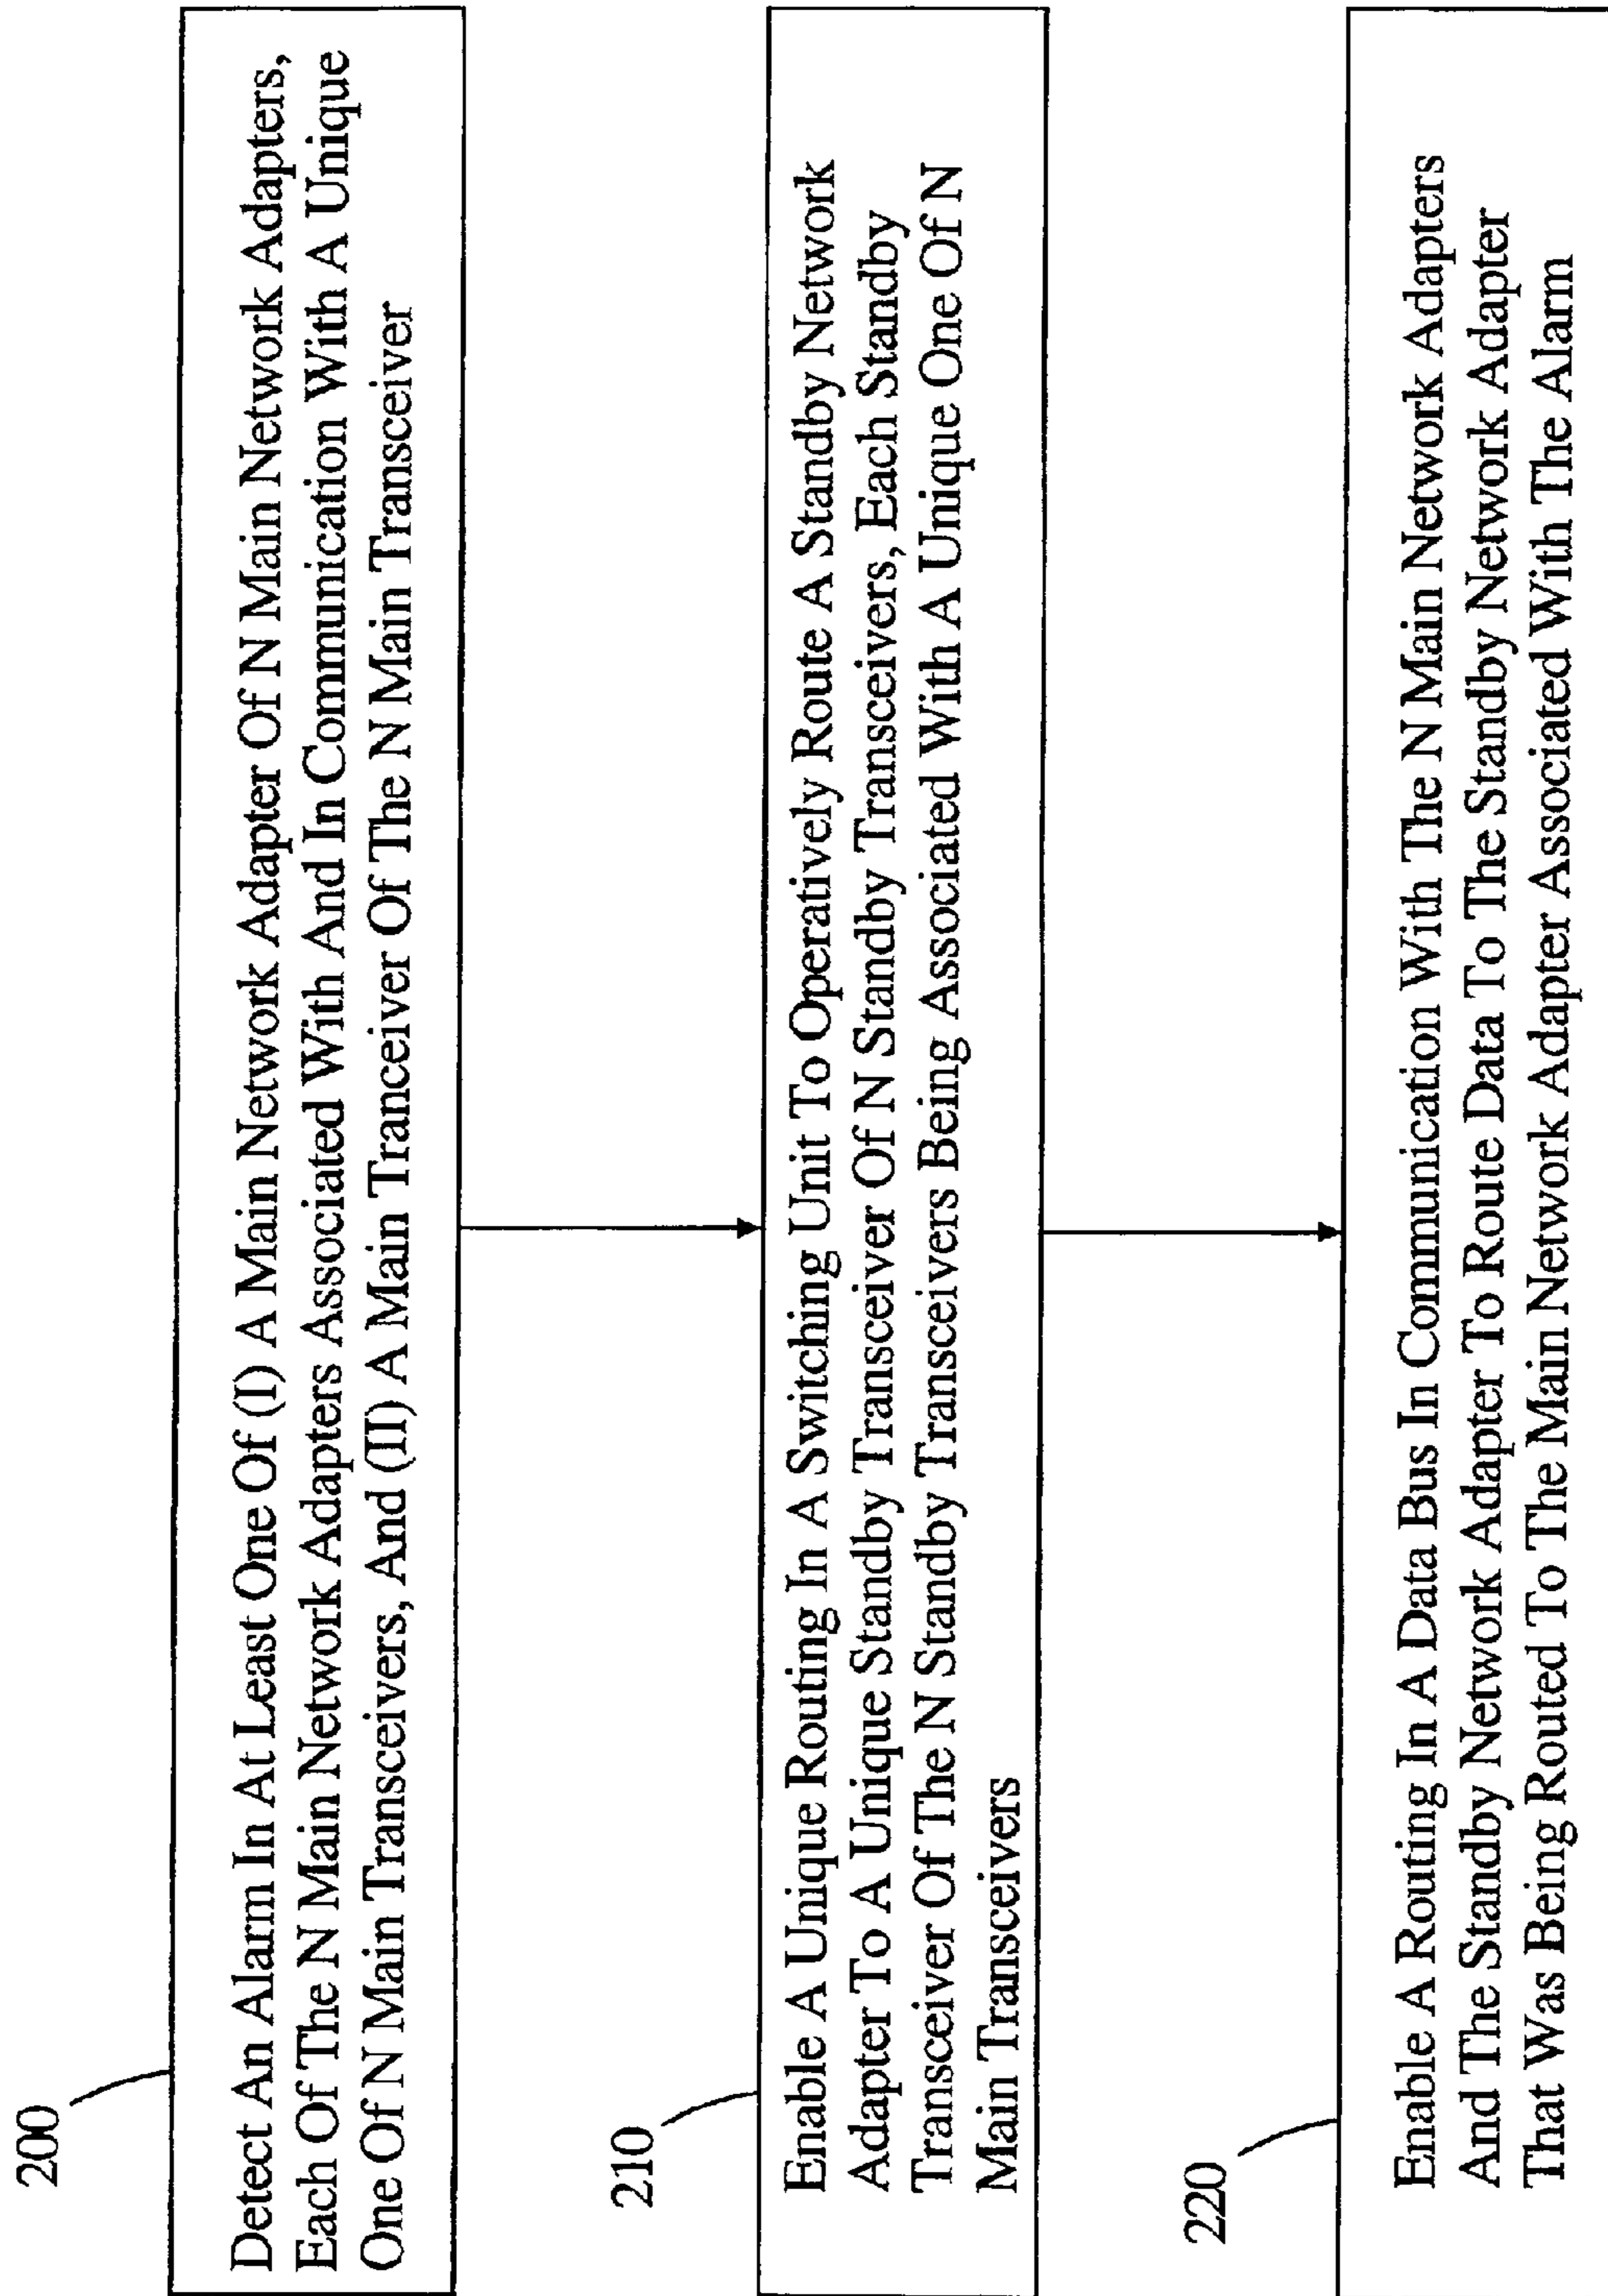 200
Detect An Alarm In At Least One Of (I) A Main Network Adapter Of N Main Network Adapters,
Each Of The N Main Network Adapters Associated With And In Communication With A Unique
One Of N Main Transceivers, And (II) A Main Tranceiver Of The N Main Transceiver
210
Enable A Unique Routing In A Switching Unit To Operatively Route A Standby Network
Adapter To A Unique Standby Transceiver Of N Standby Transceivers, Each Standby
Transceiver Of The N Standby Transceivers Being Associated With A Unique One Of N
Main Transceivers
220
Enable A Routing In A Data Bus In Communication With The N Main Network Adapters
And The Standby Network Adapter To Route Data To The Standby Network Adapter
That Was Being Routed To The Main Network Adapter Associated With The Alarm